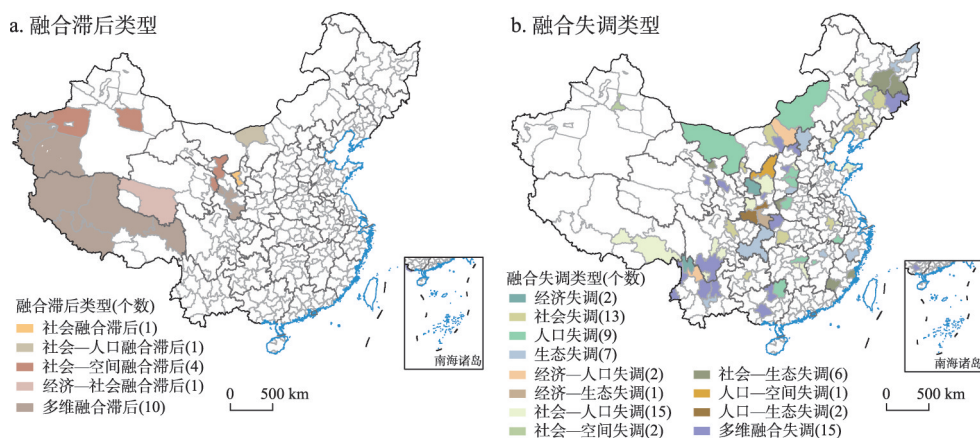 a. 融合滞后类型
融合滞后类型(个数)
社会融合滞后(1)
社会—人口融合滞后(1)
社会—空间融合滞后(4)
经济—社会融合滞后(1)
多维融合滞后(10)
0 500 km
南海诸岛
b. 融合失调类型
融合失调类型(个数)
经济失调(2)
社会失调(13)
人口失调(9)
生态失调(7)
经济—人口失调(2)
经济—生态失调(1)
社会—人口失调(15)
社会—空间失调(2)
社会—生态失调(6)
人口—空间失调(1)
人口—生态失调(2)
多维融合失调(15)
0 500 km
南海诸岛